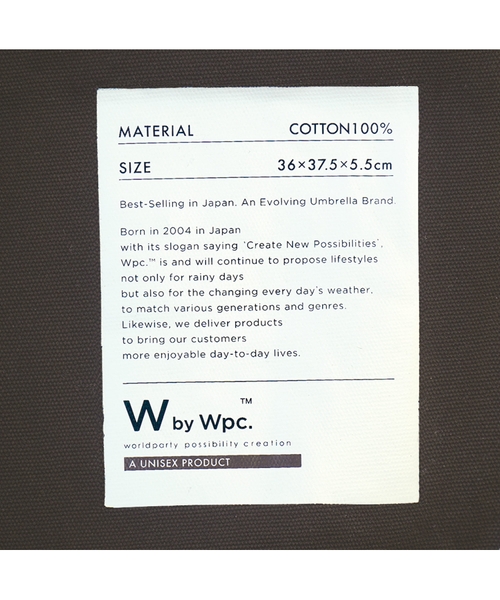 MATERIAL COTTON100%
SIZE 36×37.5×5.5cm
Best-Selling in Japan. An Evolving Umbrella Brand.
Born in 2004 in Japan
with its slogan saying `Create New Possibilities`,
Wpc.™ is and will continue to propose lifestyles
not only for rainy days
but also for the changing every day`s weather,
to match various generations and genres.
Likewise, we deliver products
to bring our customers
more enjoyable day-to-day lives.
W by Wpc.™
worldparty possibility creation
A UNISEX PRODUCT